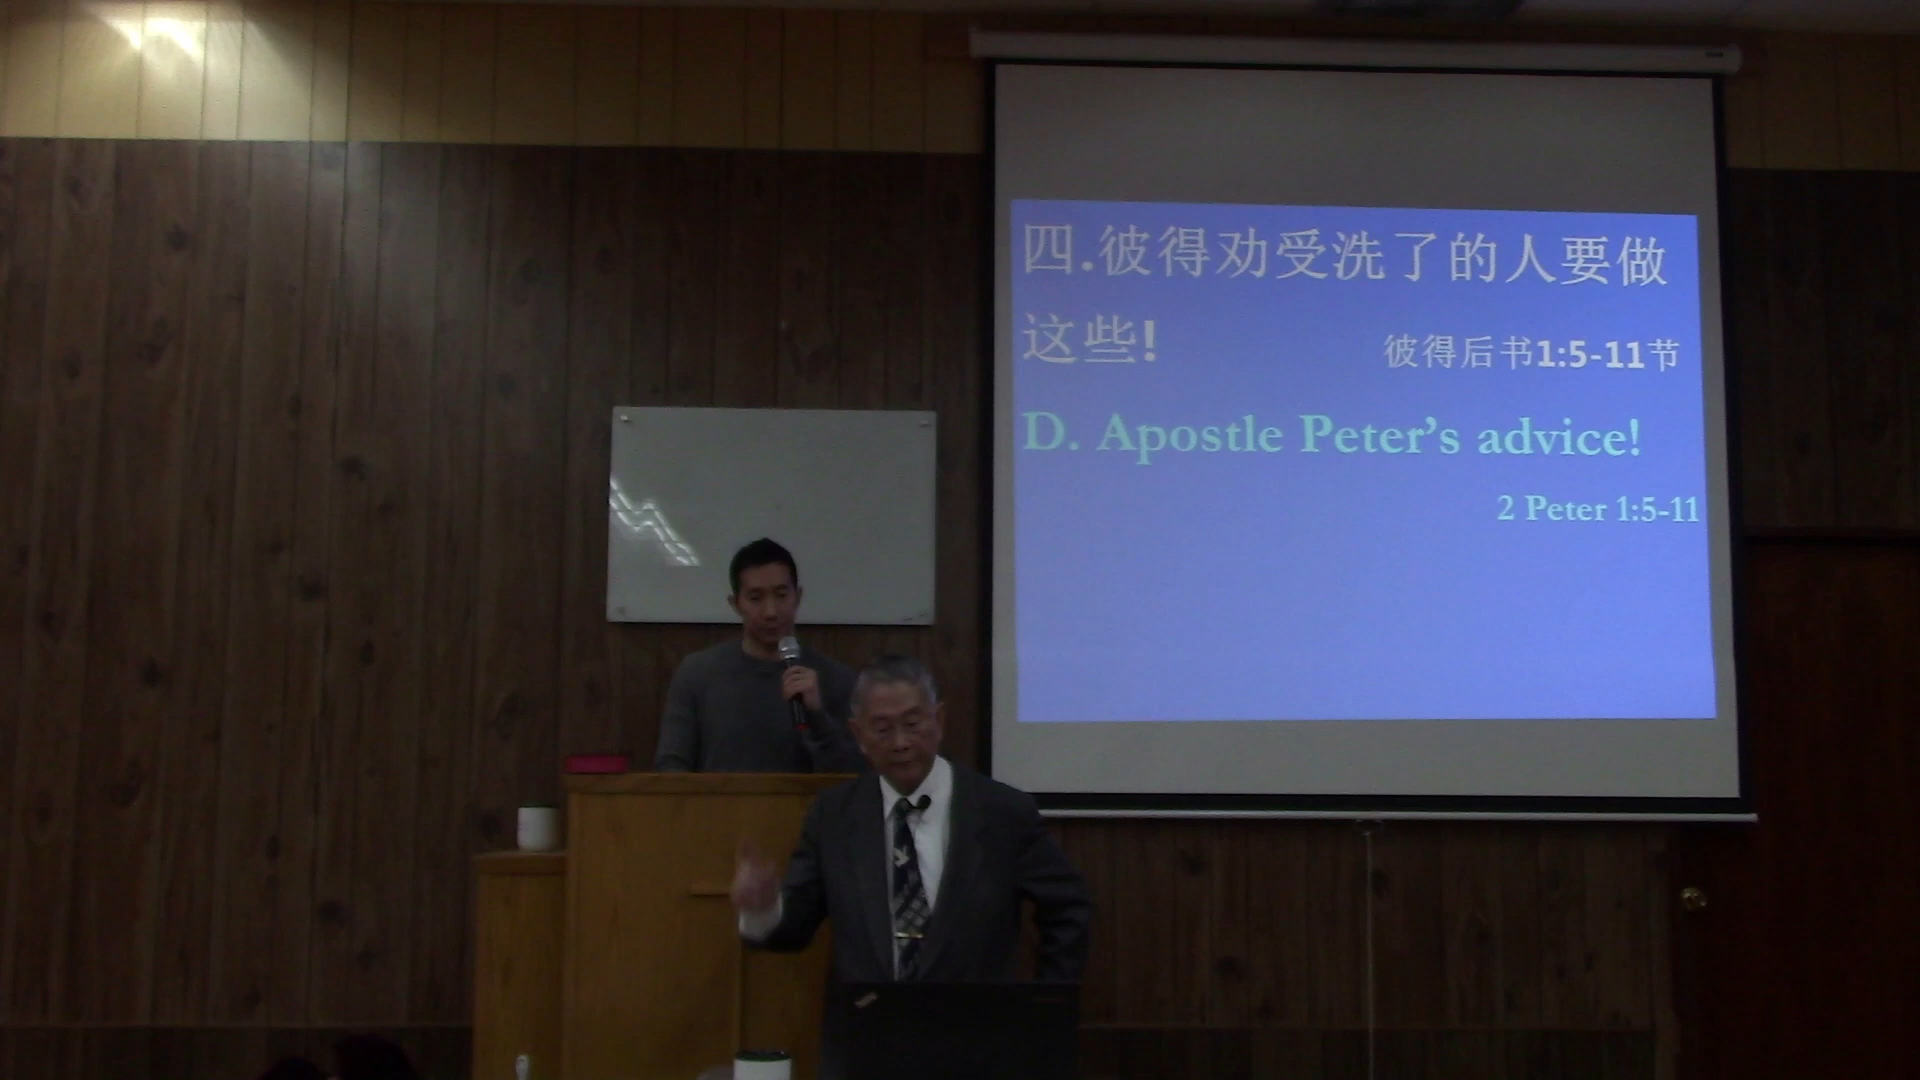 四.彼得劝受洗了的人要做
这些!
彼得后书1:5-11节
D. Apostle Peter’s advice!
2 Peter 1:5-11